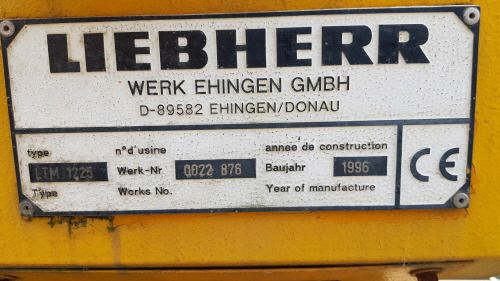 LIEBHERR
WERK EHINGEN GMBH
D-89582 EHINGEN/DONAU
type n°d'usine annee de construction
LTM 1225 Werk-Nr 0022 876 Baujahr 1996 CE
Type Works No. Year of manufacture